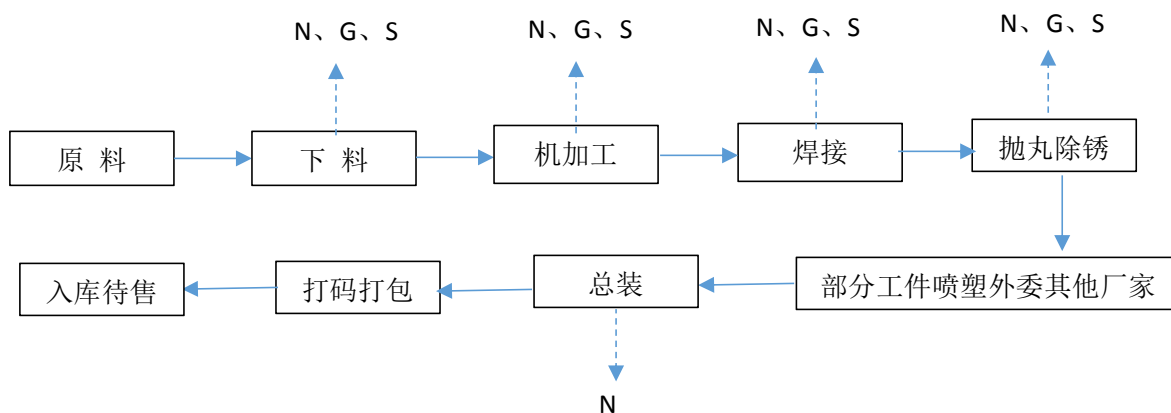 N、G、S
N、G、S
N、G、S
N、G、S
原 料
下 料
机加工
焊接
抛丸除锈
入库待售
打码打包
总装
部分工件喷塑外委其他厂家
N